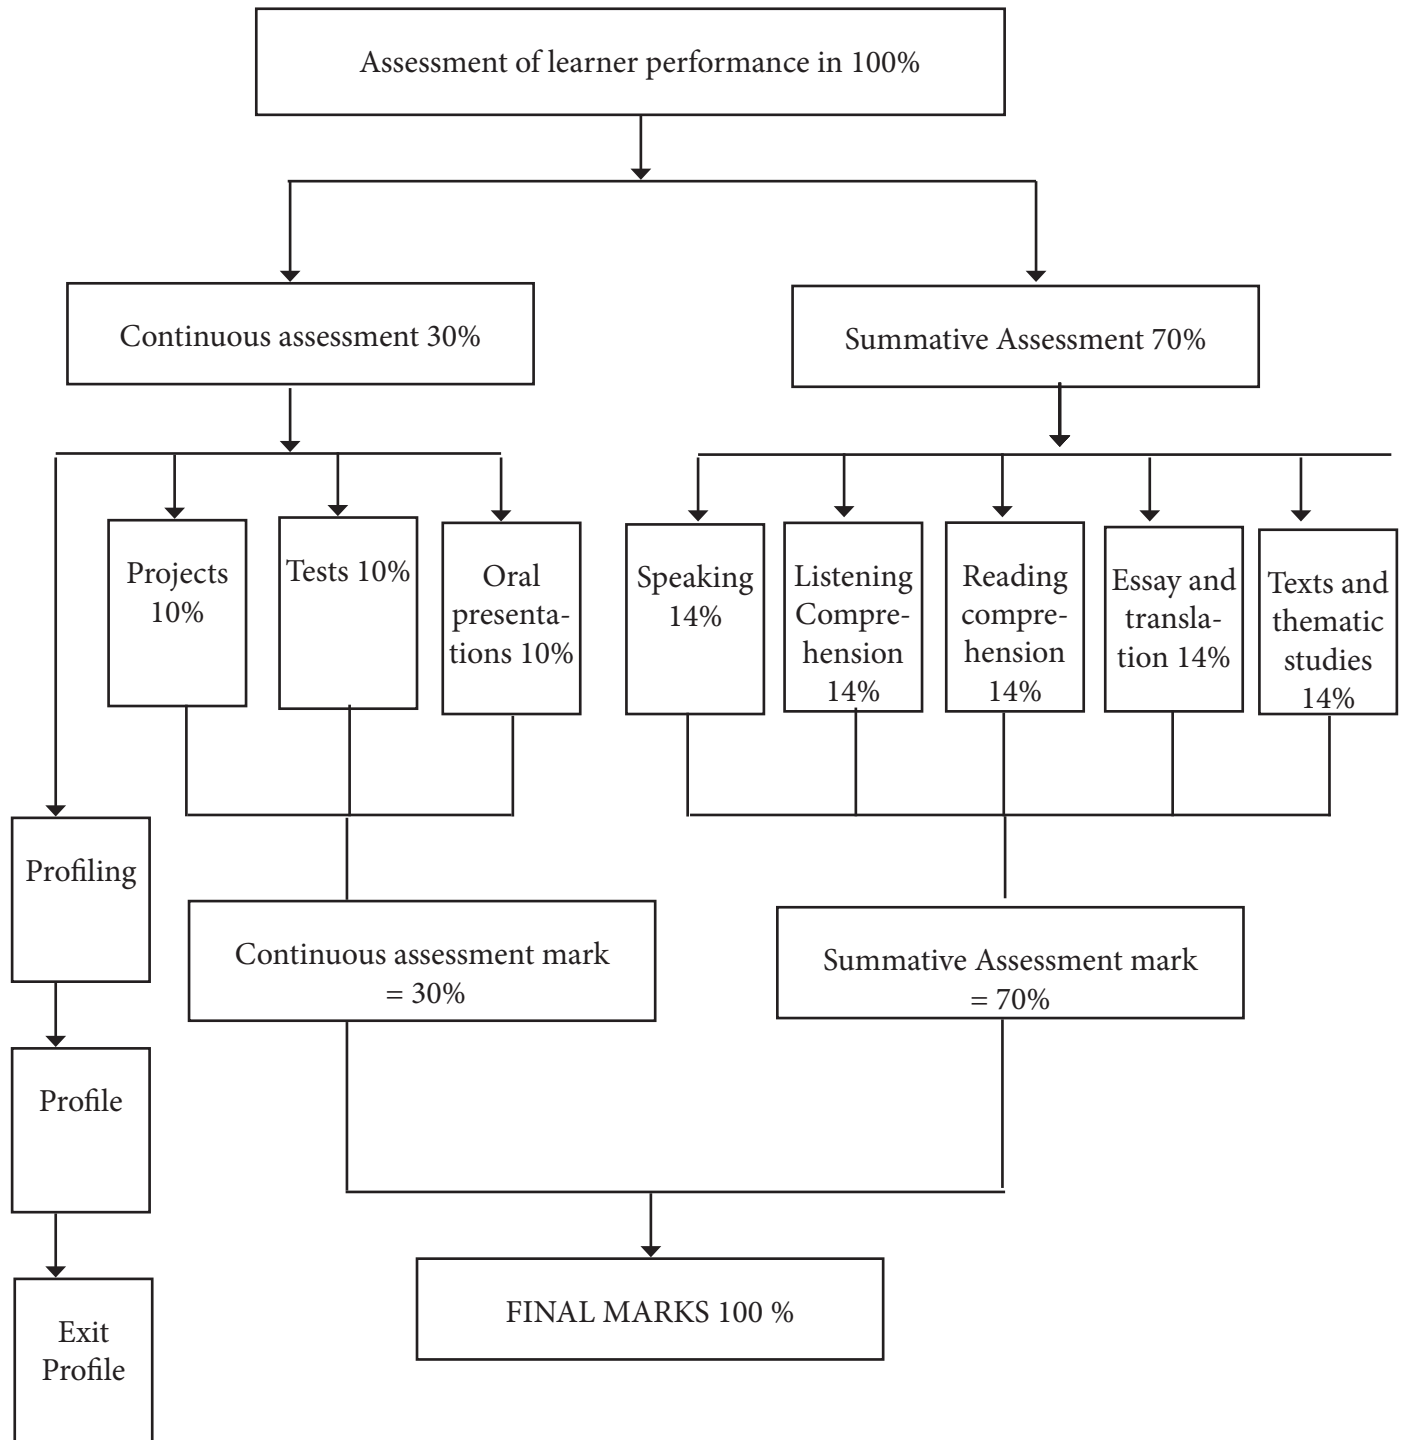 Assessment of learner performance in 100%
Continuous assessment 30%
Summative Assessment 70%
Projects
10%
Tests 10%
Oral
presenta-
tions 10%
Speaking
14%
Listening
Compre-
hension
14%
Reading
compre-
hension
14%
Essay and
transla-
tion 14%
Texts and
thematic
studies
14%
Profiling
Continuous assessment mark
= 30%
Summative Assessment mark
= 70%
Profile
FINAL MARKS 100 %
Exit
Profile